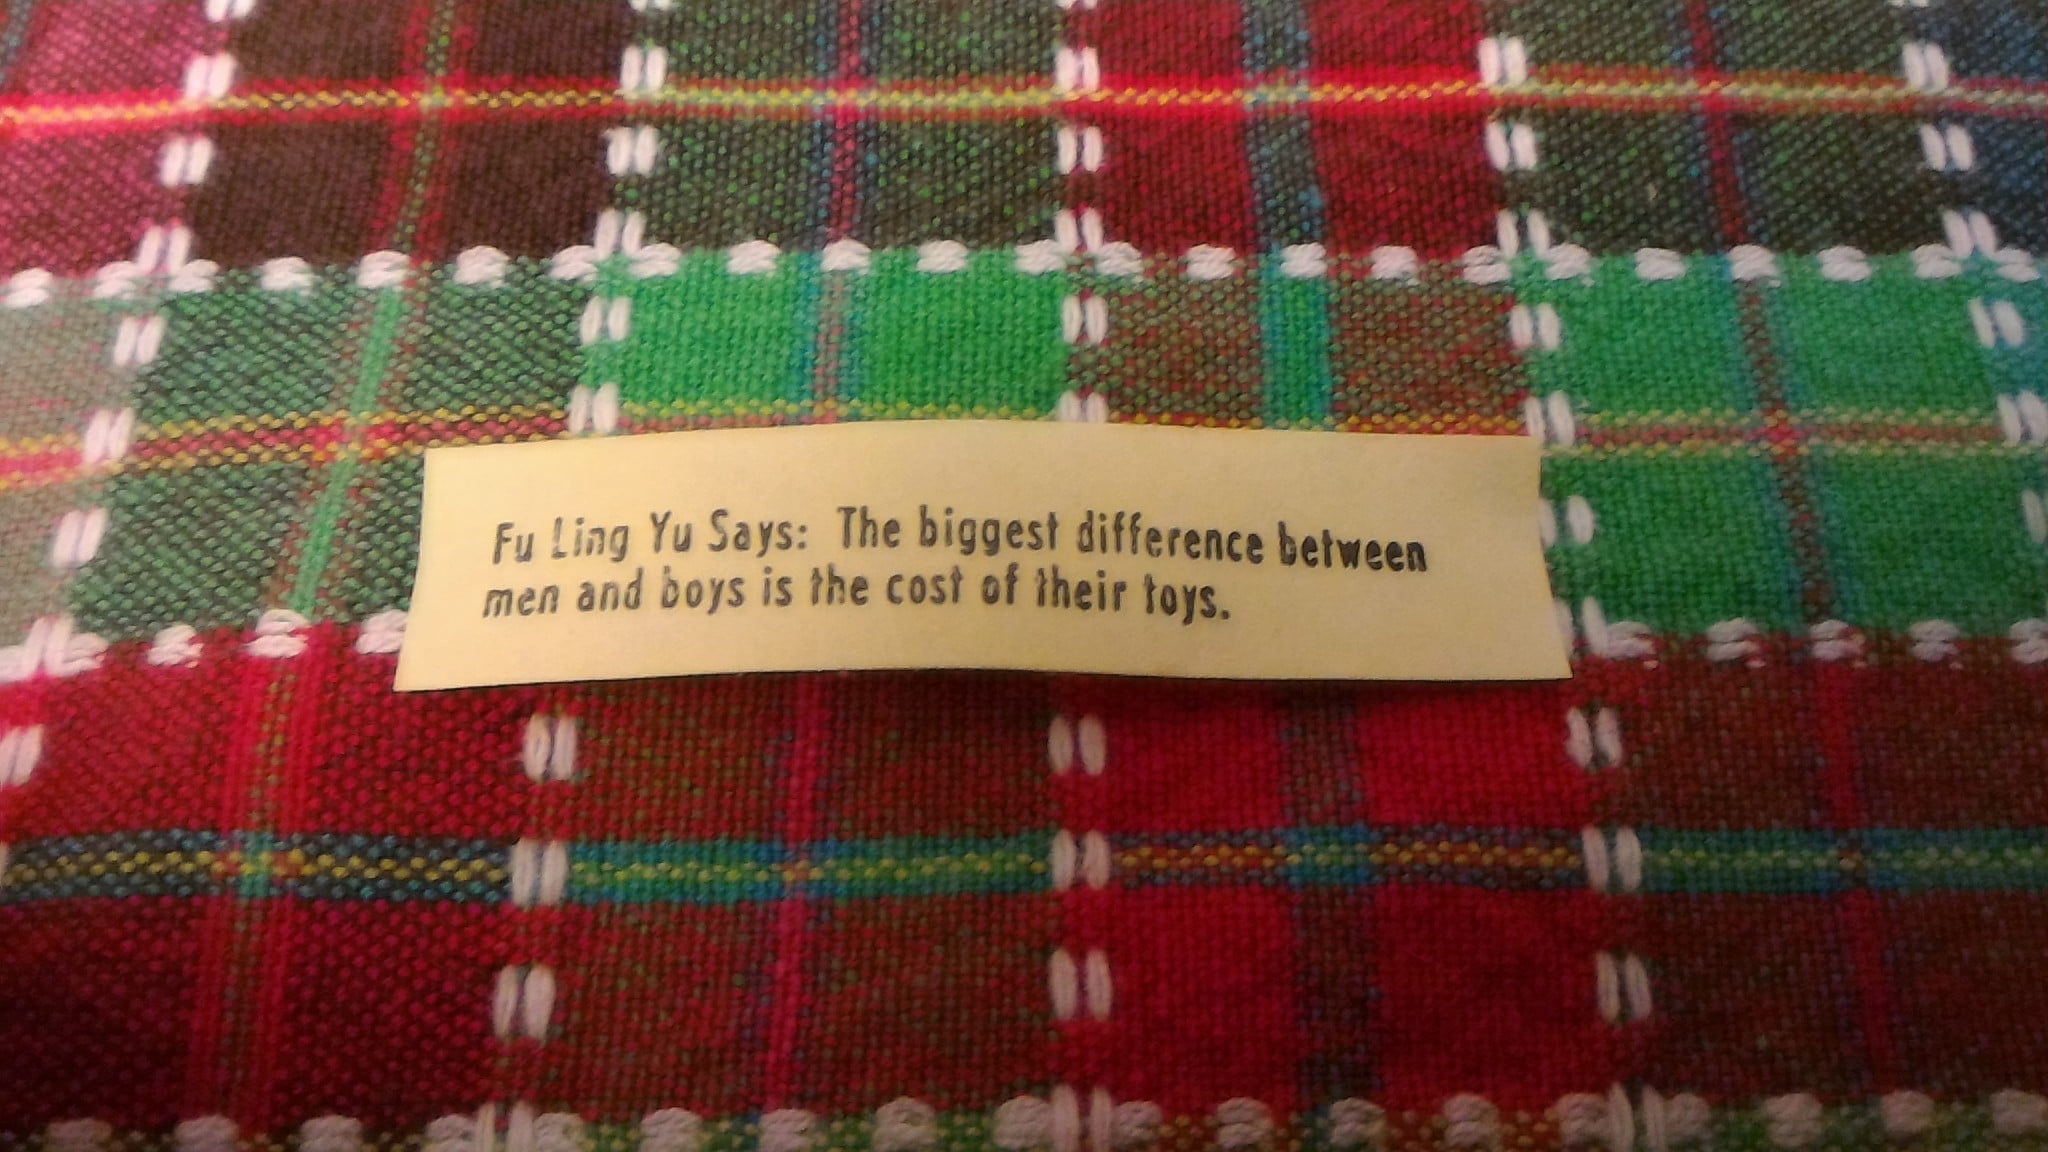 Fu Ling Yu Says: The biggest difference between
men and boys is the cost of their toys.